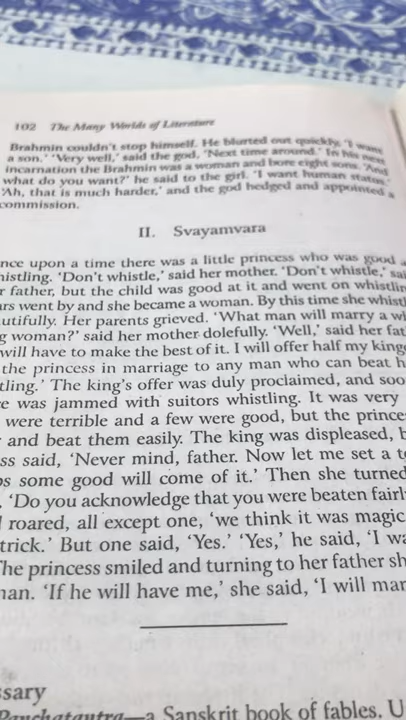 102 The Many Worlds of Literature
Brahmin couldn't stop himself. He blurted out quickly, 'I want
a son.' 'Very well,' said the god, 'Next time around.' In his next
incarnation the Brahmin was a woman and bore eight sons. 'And
what do you want?' he said to the girl. 'I want human status.'
'Ah, that is much harder,' and the god hedged and appointed a
commission.
II. Svayamvara
nce upon a time there was a little princess who was good a
histling. 'Don't whistle,' said her mother. 'Don't whistle,' sai
r father, but the child was good at it and went on whistlin
ars went by and she became a woman. By this time she whistl
utifully. Her parents grieved. 'What man will marry a wh
g woman?' said her mother dolefully. 'Well,' said her fat
will have to make the best of it. I will offer half my king
the princess in marriage to any man who can beat h
tling.' The king's offer was duly proclaimed, and soo
e was jammed with suitors whistling. It was very
were terrible and a few were good, but the prince
and beat them easily. The king was displeased, b
ss said, 'Never mind, father. Now let me set a t
ps some good will come of it.' Then she turned
. 'Do you acknowledge that you were beaten fairl
roared, all except one, 'we think it was magic
trick.' But one said, 'Yes.' 'Yes,' he said, 'I wa
The princess smiled and turning to her father sh
nan. 'If he will have me,' she said, 'I will mar
ssary
Panchatantra—a Sanskrit book of fables. U